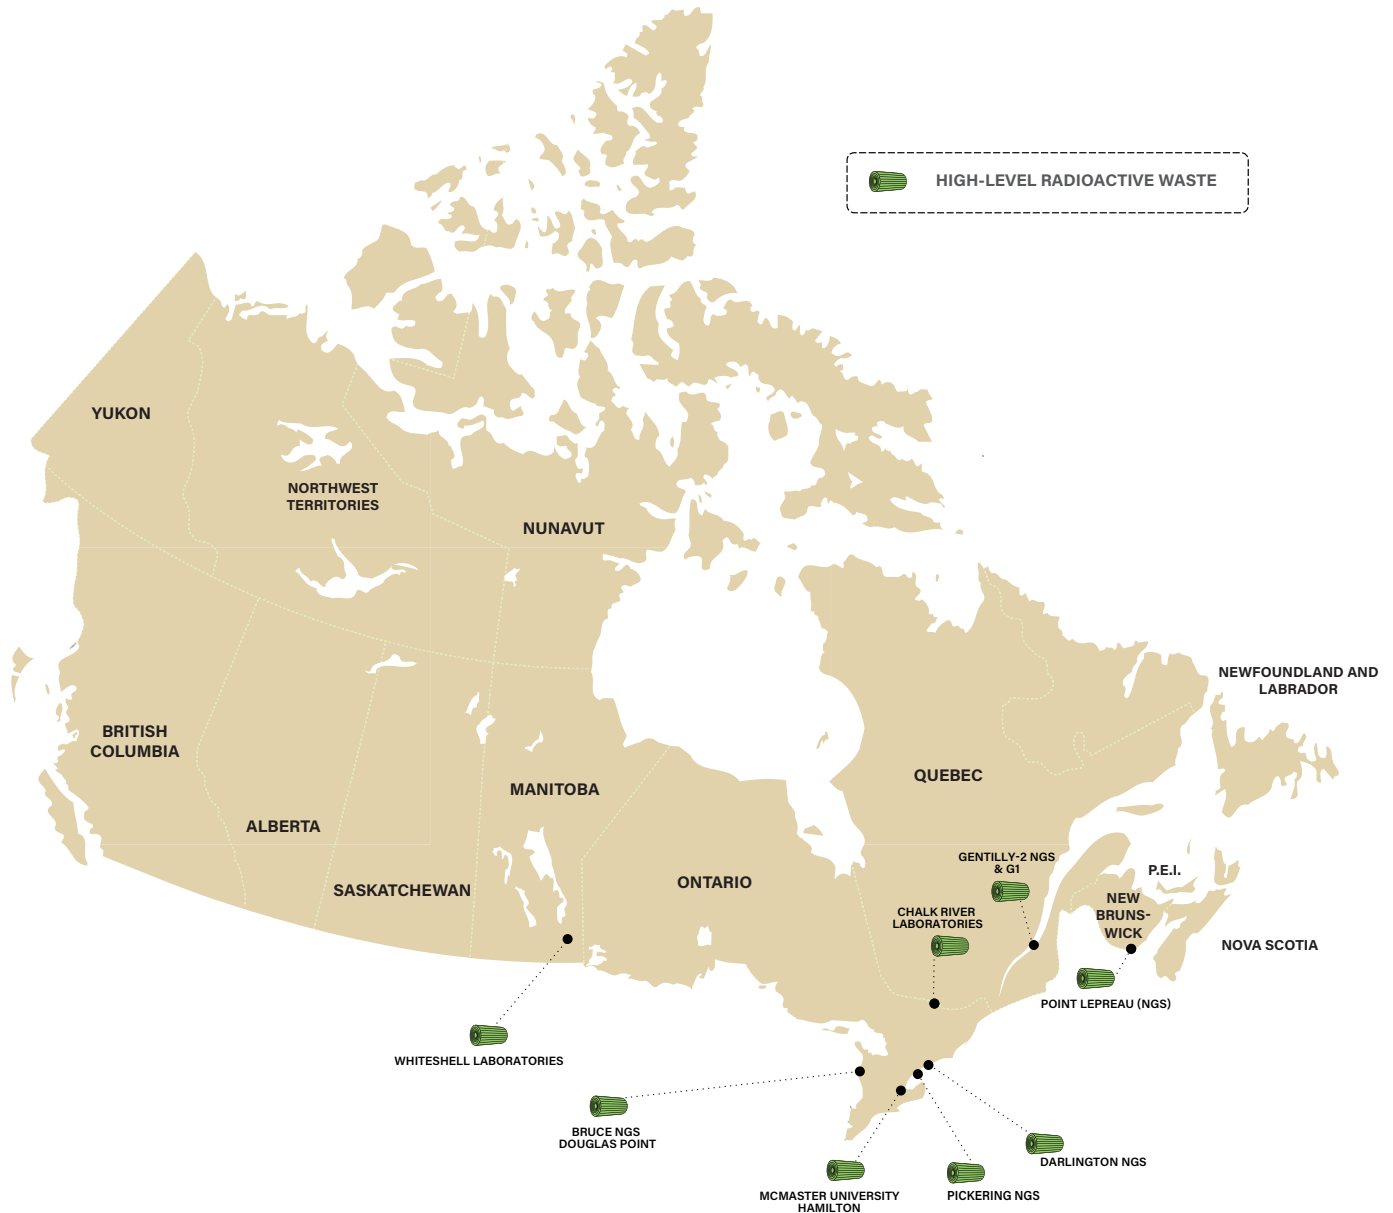 HIGH-LEVEL RADIOACTIVE WASTE
YUKON
NORTHWEST
TERRITORIES
NUNAVUT
NEWFOUNDLAND AND
LABRADOR
BRITISH
COLUMBIA
ALBERTA
SASKATCHEWAN
MANITOBA
ONTARIO
QUEBEC
GENTILLY-2 NGS
& G1
P.E.I.
NEW
BRUNS-
WICK
NOVA SCOTIA
CHALK RIVER
LABORATORIES
POINT LEPREAU (NGS)
WHITESHELL LABORATORIES
BRUCE NGS
DOUGLAS POINT
DARLINGTON NGS
MCMASTER UNIVERSITY
HAMILTON
PICKERING NGS